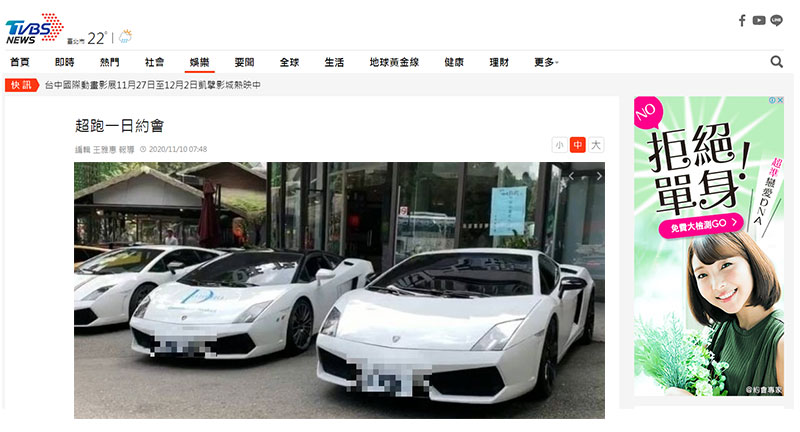 TVBS
NEWS
臺北市 22°
首頁 即時 熱門 社會 娛樂 要聞 全球 生活 地球黃金線 健康 理財 更多
快訊 台中國際動畫影展11月27日至12月2日凱擘影城熱映中
超跑一日約會
編輯 王雅惠 報導 2020/11/10 07:48
小 中 大
NO
拒絕
單身!
超準戀愛DNA
免費大檢測GO
@約會專家